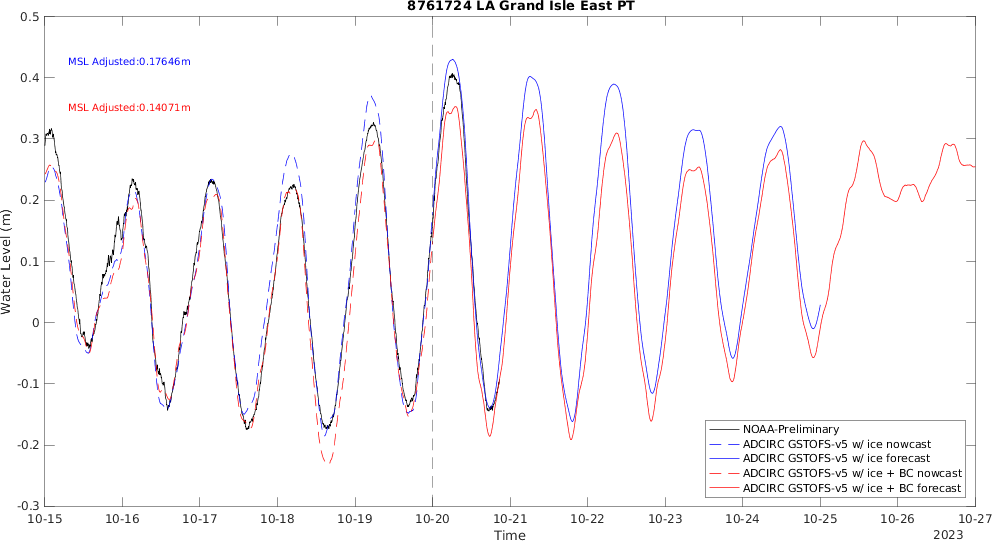 8761724 LA Grand Isle East PT
0.5
0.4
0.3
0.2
0.1
0
-0.1
-0.2
-0.3
Water Level (m)
MSL Adjusted:0.17646m
MSL Adjusted:0.14071m
NOAA-Preliminary
ADCIRC GSTOFS-v5 w/ ice nowcast
ADCIRC GSTOFS-v5 w/ ice forecast
ADCIRC GSTOFS-v5 w/ ice + BC nowcast
ADCIRC GSTOFS-v5 w/ ice + BC forecast
10-15 10-16 10-17 10-18 10-19 10-20 10-21 10-22 10-23 10-24 10-25 10-26 10-27
Time
2023